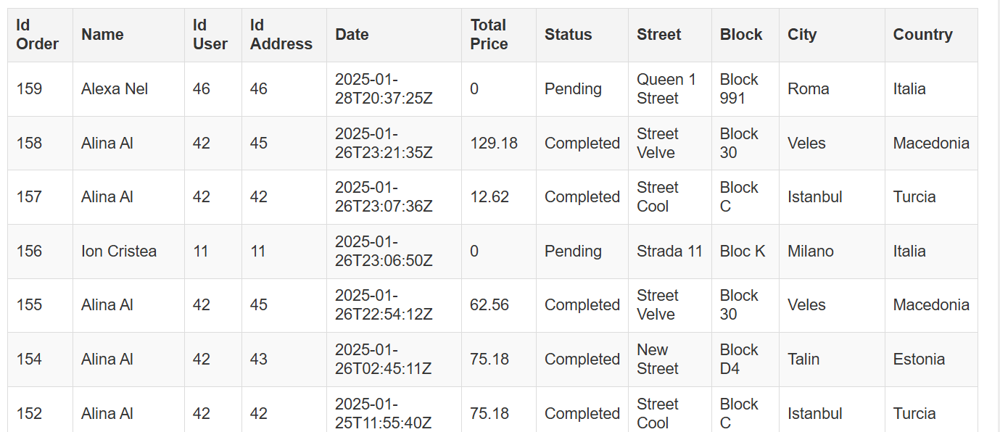 Id Order Name Id User Id Address Date Total Price Status Street Block City Country
159 Alexa Nel 46 46 2025-01-28T20:37:25Z 0 Pending Queen 1 Street Block 991 Roma Italia
158 Alina Al 42 45 2025-01-26T23:21:35Z 129.18 Completed Street Velve Block 30 Veles Macedonia
157 Alina Al 42 42 2025-01-26T23:07:36Z 12.62 Completed Street Cool Block C Istanbul Turcia
156 Ion Cristea 11 11 2025-01-26T23:06:50Z 0 Pending Strada 11 Bloc K Milano Italia
155 Alina Al 42 45 2025-01-26T22:54:12Z 62.56 Completed Street Velve Block 30 Veles Macedonia
154 Alina Al 42 43 2025-01-26T02:45:11Z 75.18 Completed New Street Block D4 Talin Estonia
152 Alina Al 42 42 2025-01-25T11:55:40Z 75.18 Completed Street Cool Block C Istanbul Turcia